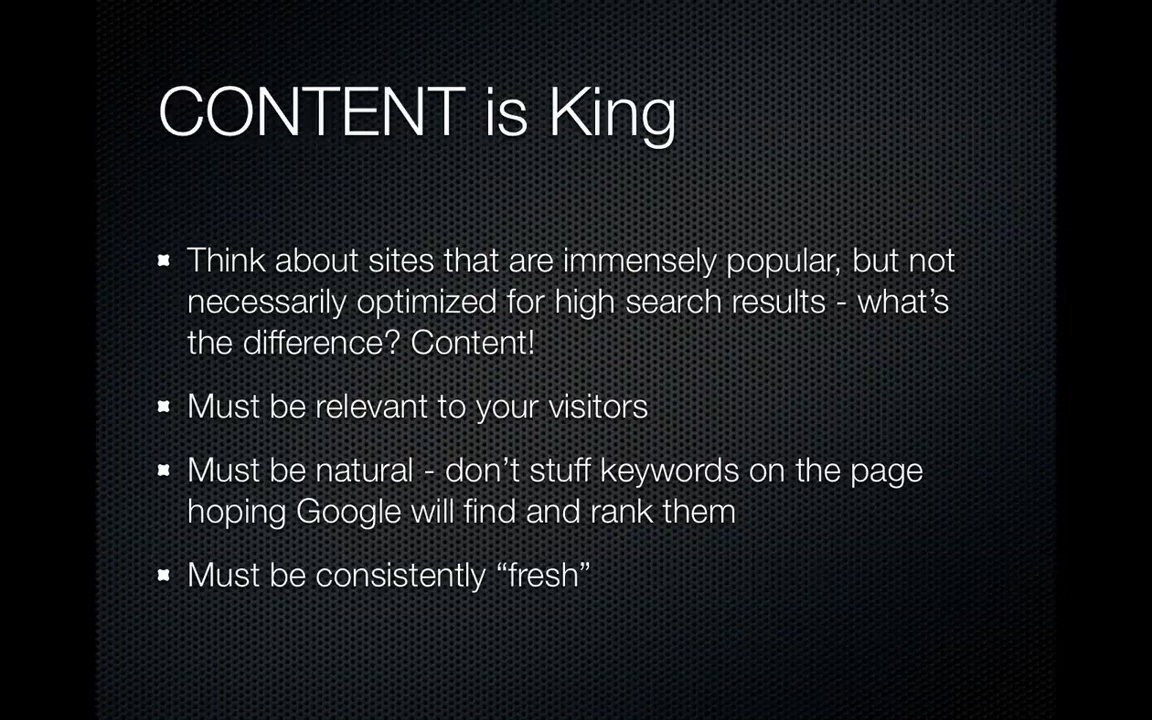 CONTENT is King
Think about sites that are immensely popular, but not
necessarily optimized for high search results - what’s
the difference? Content!
Must be relevant to your visitors
Must be natural - don’t stuff keywords on the page
hoping Google will find and rank them
Must be consistently “fresh”